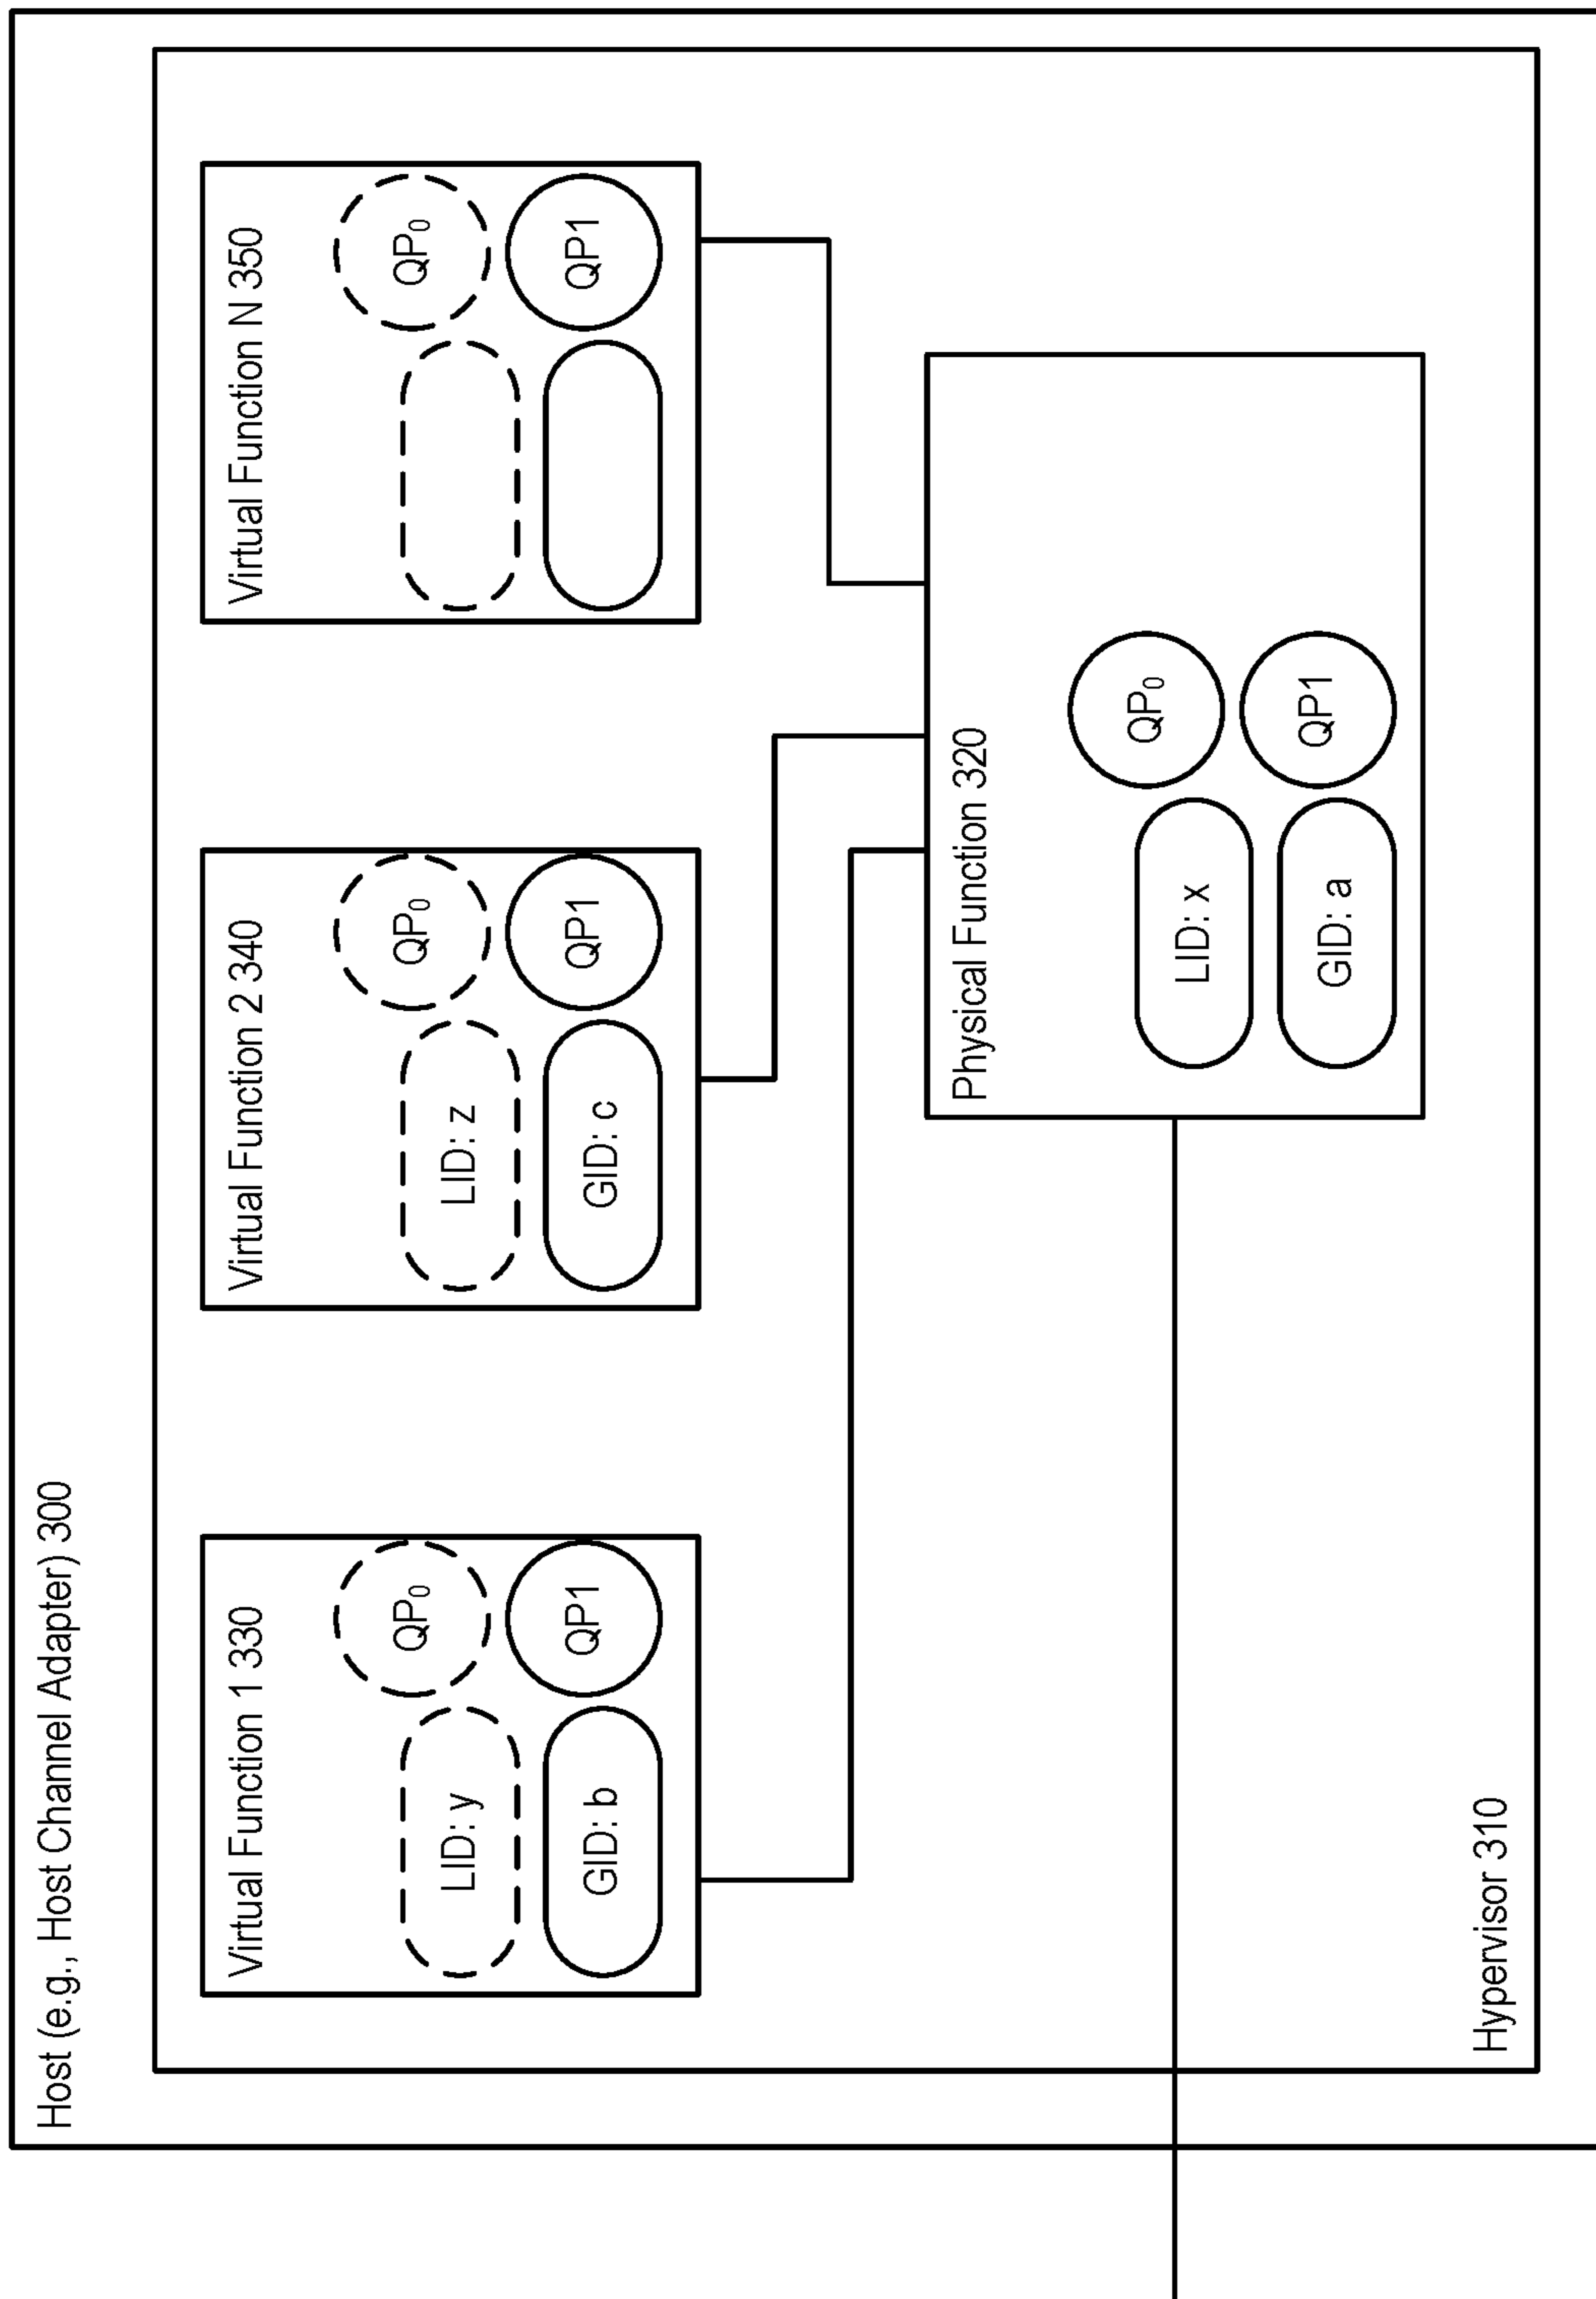 Host (e.g., Host Channel Adapter) 300
Virtual Function 1 330
LID: y
QP₀
GID: b
QP1
Virtual Function 2 340
LID: z
QP₀
GID: c
QP1
Virtual Function N 350
QP₀
QP1
Physical Function 320
LID: x
QP₀
GID: a
QP1
Hypervisor 310